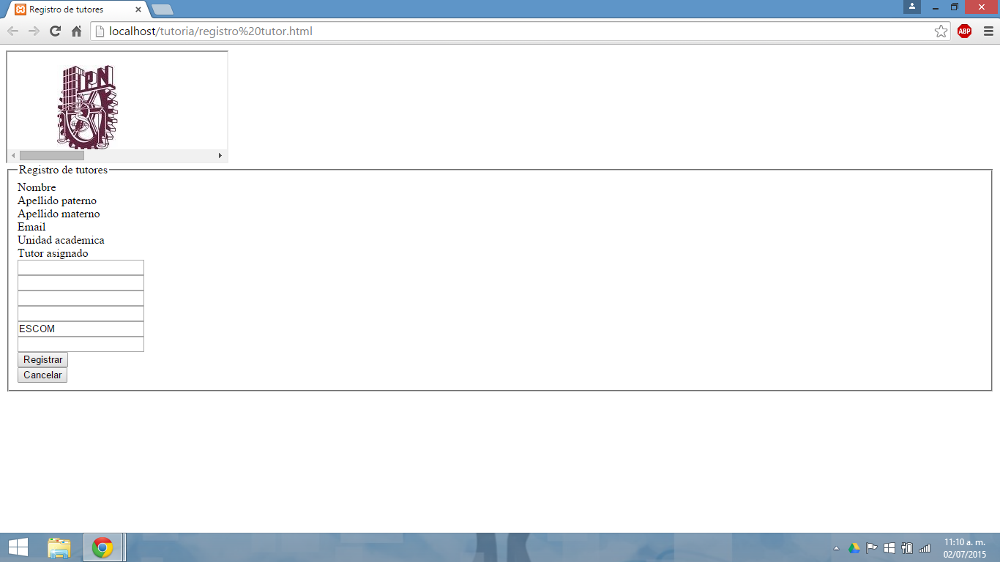 Registro de tutores
localhost/tutoria/registro%20tutor.html
ABP
IPN
Registro de tutores
Nombre
Apellido paterno
Apellido materno
Email
Unidad academica
Tutor asignado
ESCOM
Registrar
Cancelar
11:10 a. m.
02/07/2015